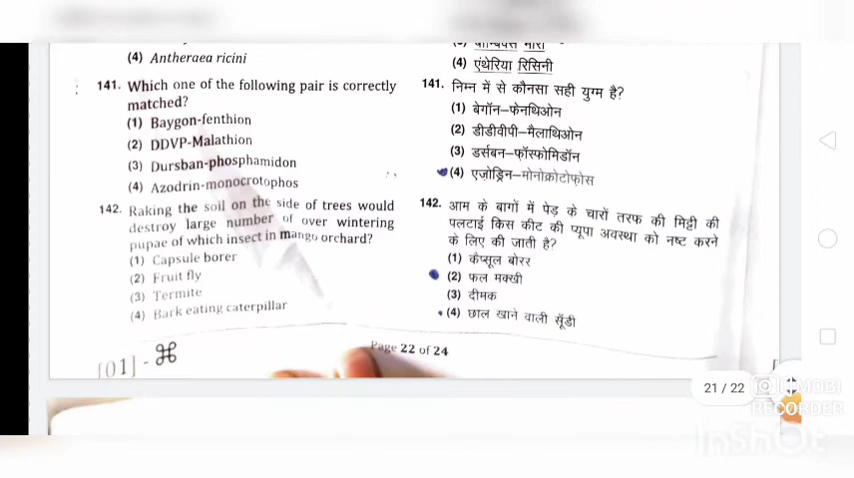 (4) Antheraea ricini
141. Which one of the following pair is correctly
matched?
(1) Baygon-fenthion
(2) DDVP-Malathion
(3) Dursban-phosphamidon
(4) Azodrin-monocrotophos
142. Raking the soil on the side of trees would
destroy large number of over wintering
pupae of which insect in mango orchard?
(1) Capsule borer
(2) Fruit fly
(3) Termite
(4) Bark eating caterpillar
(4) एंथेरिया रिसिनी
141. निम्न में से कौनसा सही युग्म है?
(1) बेगॉन–फेनथिओन
(2) डीडीवीपी–मैलाथिओन
(3) डर्सबन–फ़ॉस्फोमिडॉन
(4) एज़ोड्रिन–मोनोक्रोटोफ़ोस
142. आम के बागों में पेड़ के चारों तरफ की मिट्टी की
पलटाई किस कीट की प्यूपा अवस्था को नष्ट करने
के लिए की जाती है?
(1) केप्सूल बोरर
(2) फल मक्खी
(3) दीमक
(4) छाल खाने वाली सूँडी
[01] - ⌘
Page 22 of 24
21 / 22
MOBI
RECORDER
InShOt